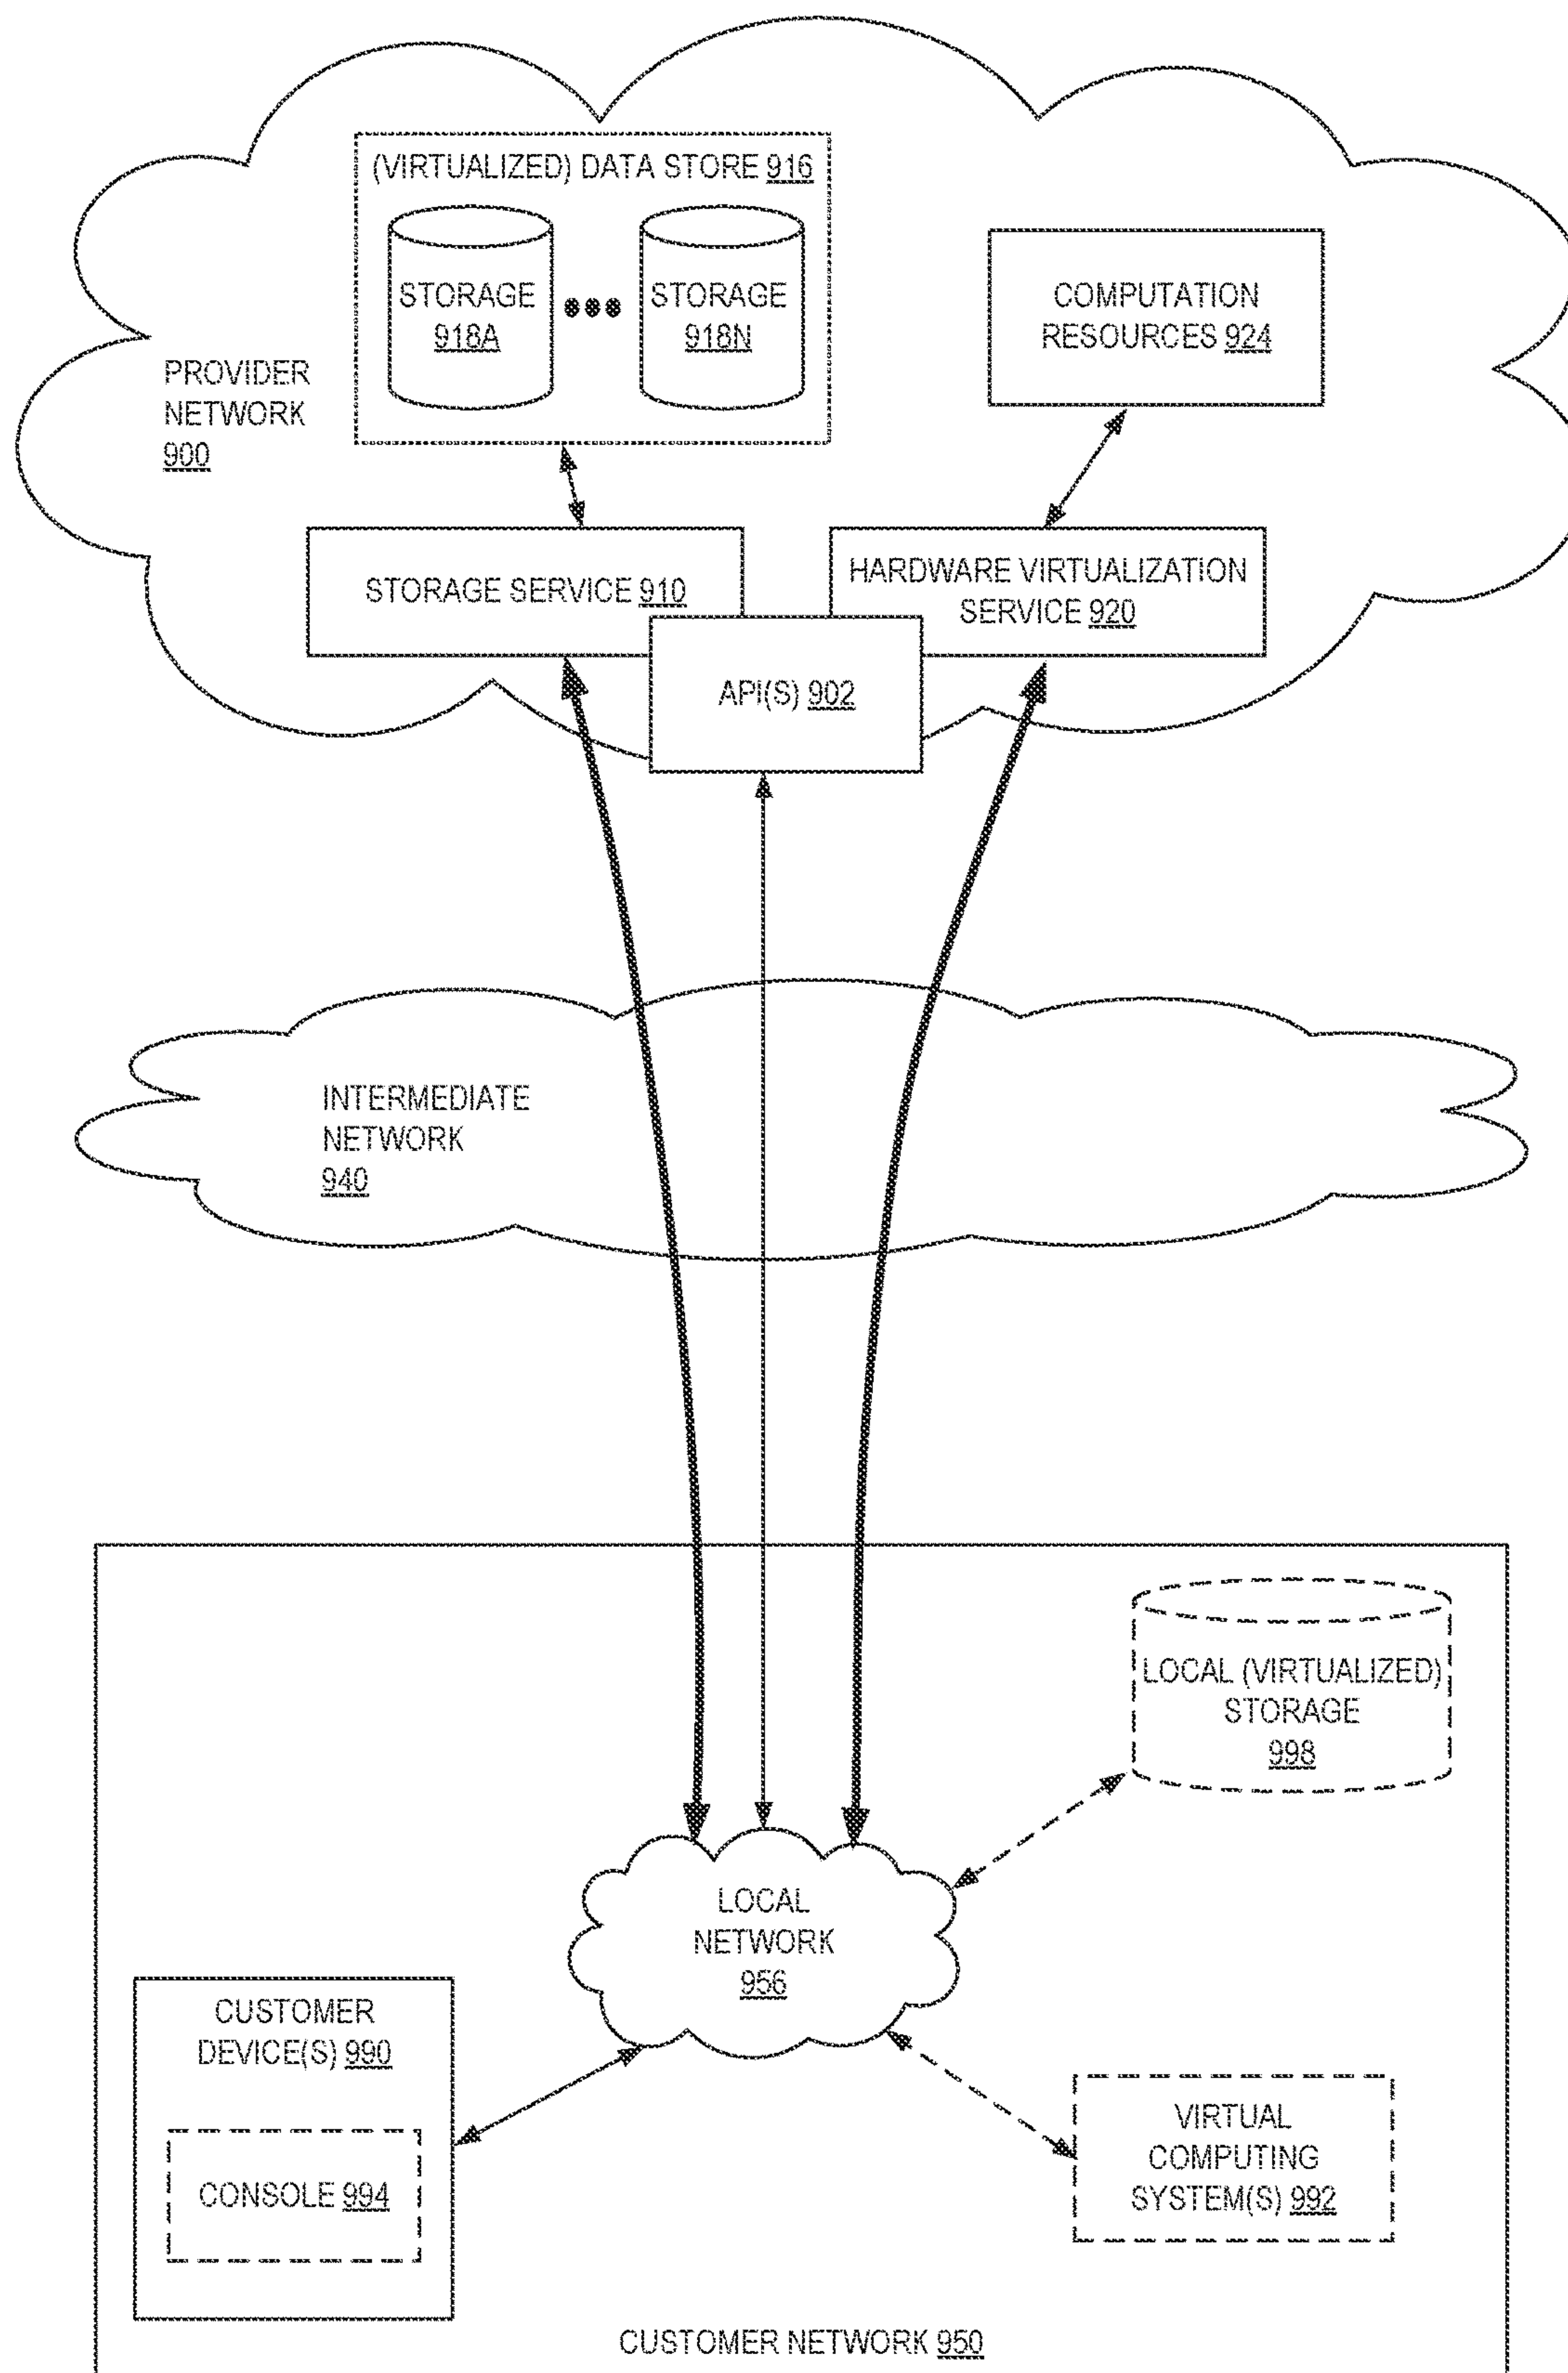 (VIRTUALIZED) DATA STORE 916
STORAGE
918A
STORAGE
918N
COMPUTATION
RESOURCES 924
PROVIDER
NETWORK
900
STORAGE SERVICE 910
HARDWARE VIRTUALIZATION
SERVICE 920
API(S) 902
INTERMEDIATE
NETWORK
940
LOCAL (VIRTUALIZED)
STORAGE
998
LOCAL
NETWORK
956
CUSTOMER
DEVICE(S) 990
CONSOLE 994
VIRTUAL
COMPUTING
SYSTEM(S) 992
CUSTOMER NETWORK 950